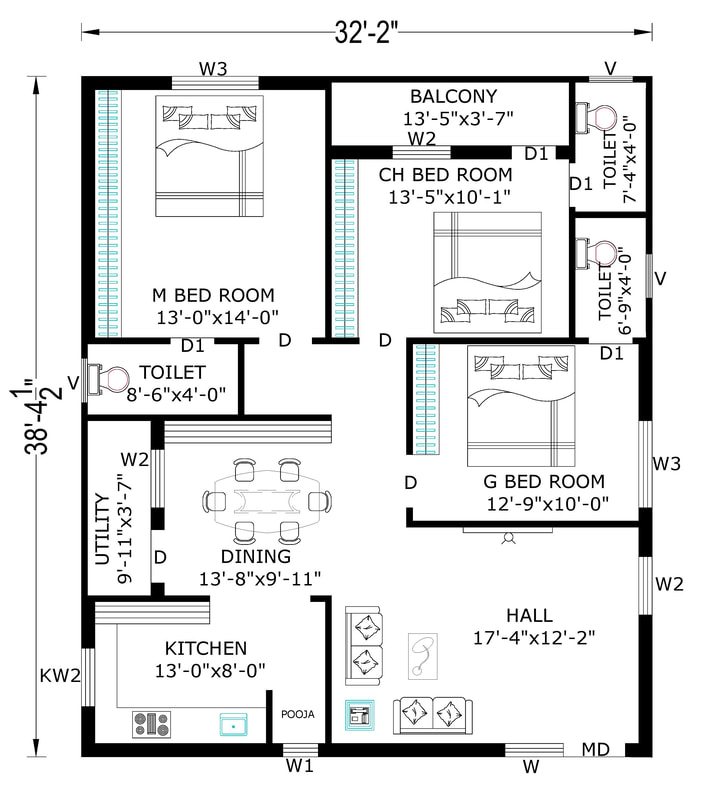 32'-2"
W3
V
BALCONY
13'-5"x3'-7"
W2
D1
TOILET
7'-4"x4'-0"
D1
CH BED ROOM
13'-5"x10'-1"
M BED ROOM
13'-0"x14'-0"
TOILET
6'-9"x4'-0"
V
D1
D
D
D1
V
TOILET
8'-6"x4'-0"
38'-4 1/2"
W2
UTILITY
9'-11"x3'-7"
D
G BED ROOM
12'-9"x10'-0"
W3
D
DINING
13'-8"x9'-11"
W2
HALL
17'-4"x12'-2"
KITCHEN
13'-0"x8'-0"
KW2
POOJA
W1
W
MD